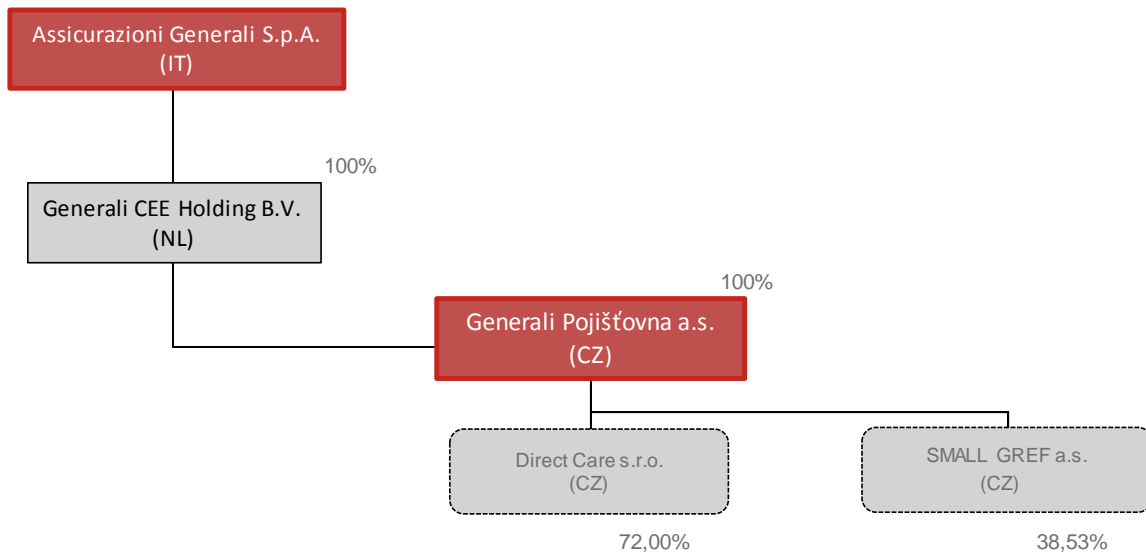 Assicurazioni Generali S.p.A.
(IT)
100%
Generali CEE Holding B.V.
(NL)
100%
Generali Pojišťovna a.s.
(CZ)
Direct Care s.r.o.
(CZ)
SMALL GREF a.s.
(CZ)
72,00%
38,53%